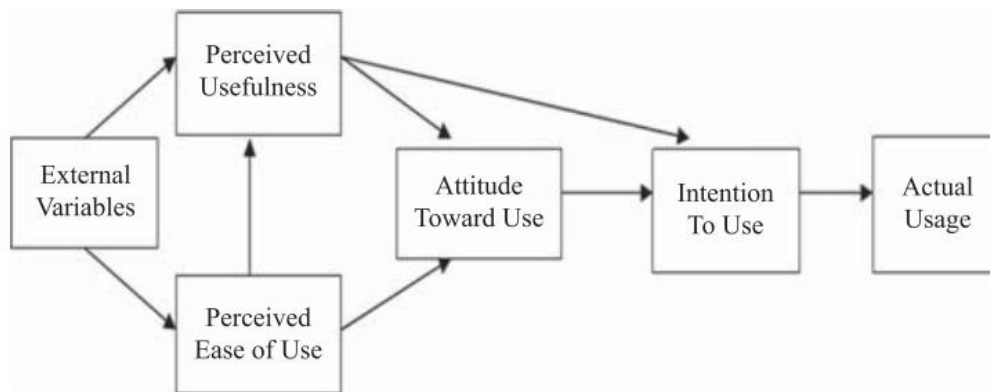 Perceived
Usefulness
External
Variables
Attitude
Toward Use
Intention
To Use
Actual
Usage
Perceived
Ease of Use